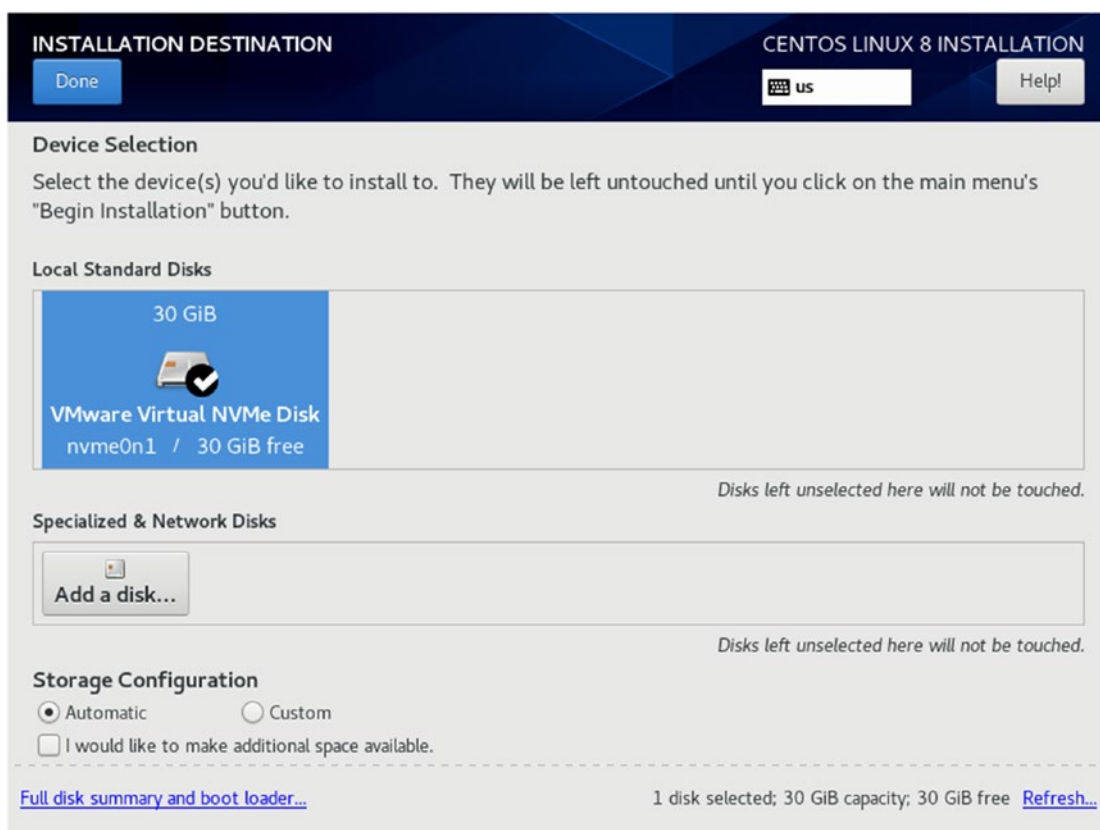 INSTALLATION DESTINATION
CENTOS LINUX 8 INSTALLATION
Done
us
Help!
Device Selection
Select the device(s) you'd like to install to. They will be left untouched until you click on the main menu's
"Begin Installation" button.
Local Standard Disks
30 GiB
VMware Virtual NVMe Disk
nvme0n1 / 30 GiB free
Disks left unselected here will not be touched.
Specialized & Network Disks
Add a disk...
Disks left unselected here will not be touched.
Storage Configuration
Automatic Custom
I would like to make additional space available.
Full disk summary and boot loader... 1 disk selected; 30 GiB capacity; 30 GiB free Refresh...